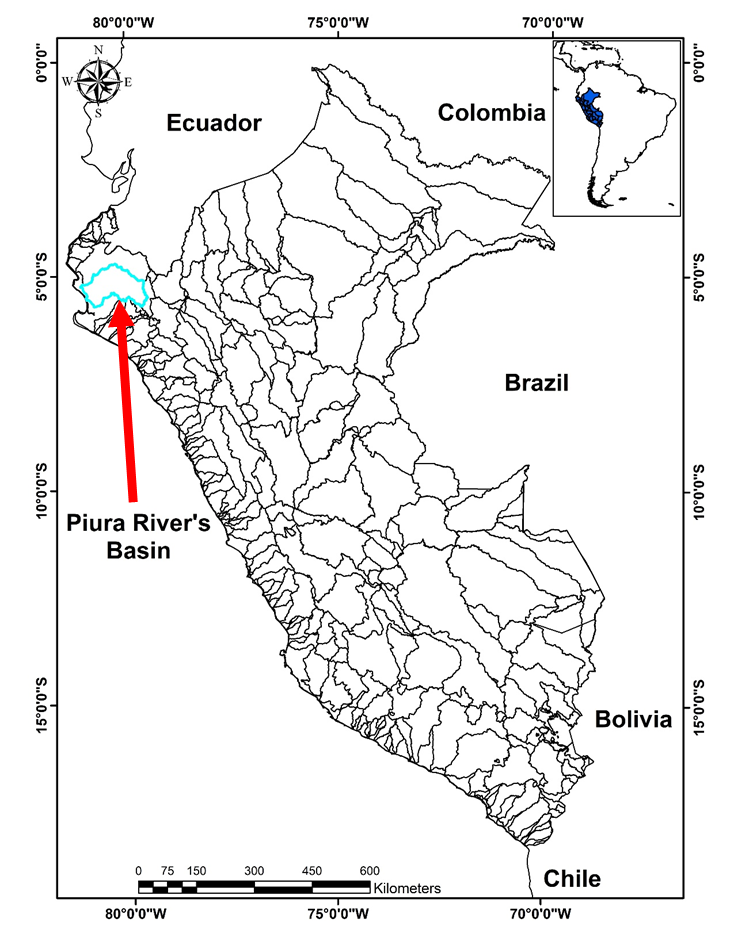 80°0'0"W 75°0'0"W 70°0'0"W
0°0'0"
0°0'0"
N
W E
S
Ecuador
Colombia
5°0'0"S
5°0'0"S
Brazil
10°0'0"S
10°0'0"S
Piura River's
Basin
15°0'0"S
15°0'0"S
Bolivia
0 75 150 300 450 600
Kilometers
Chile
80°0'0"W 75°0'0"W 70°0'0"W